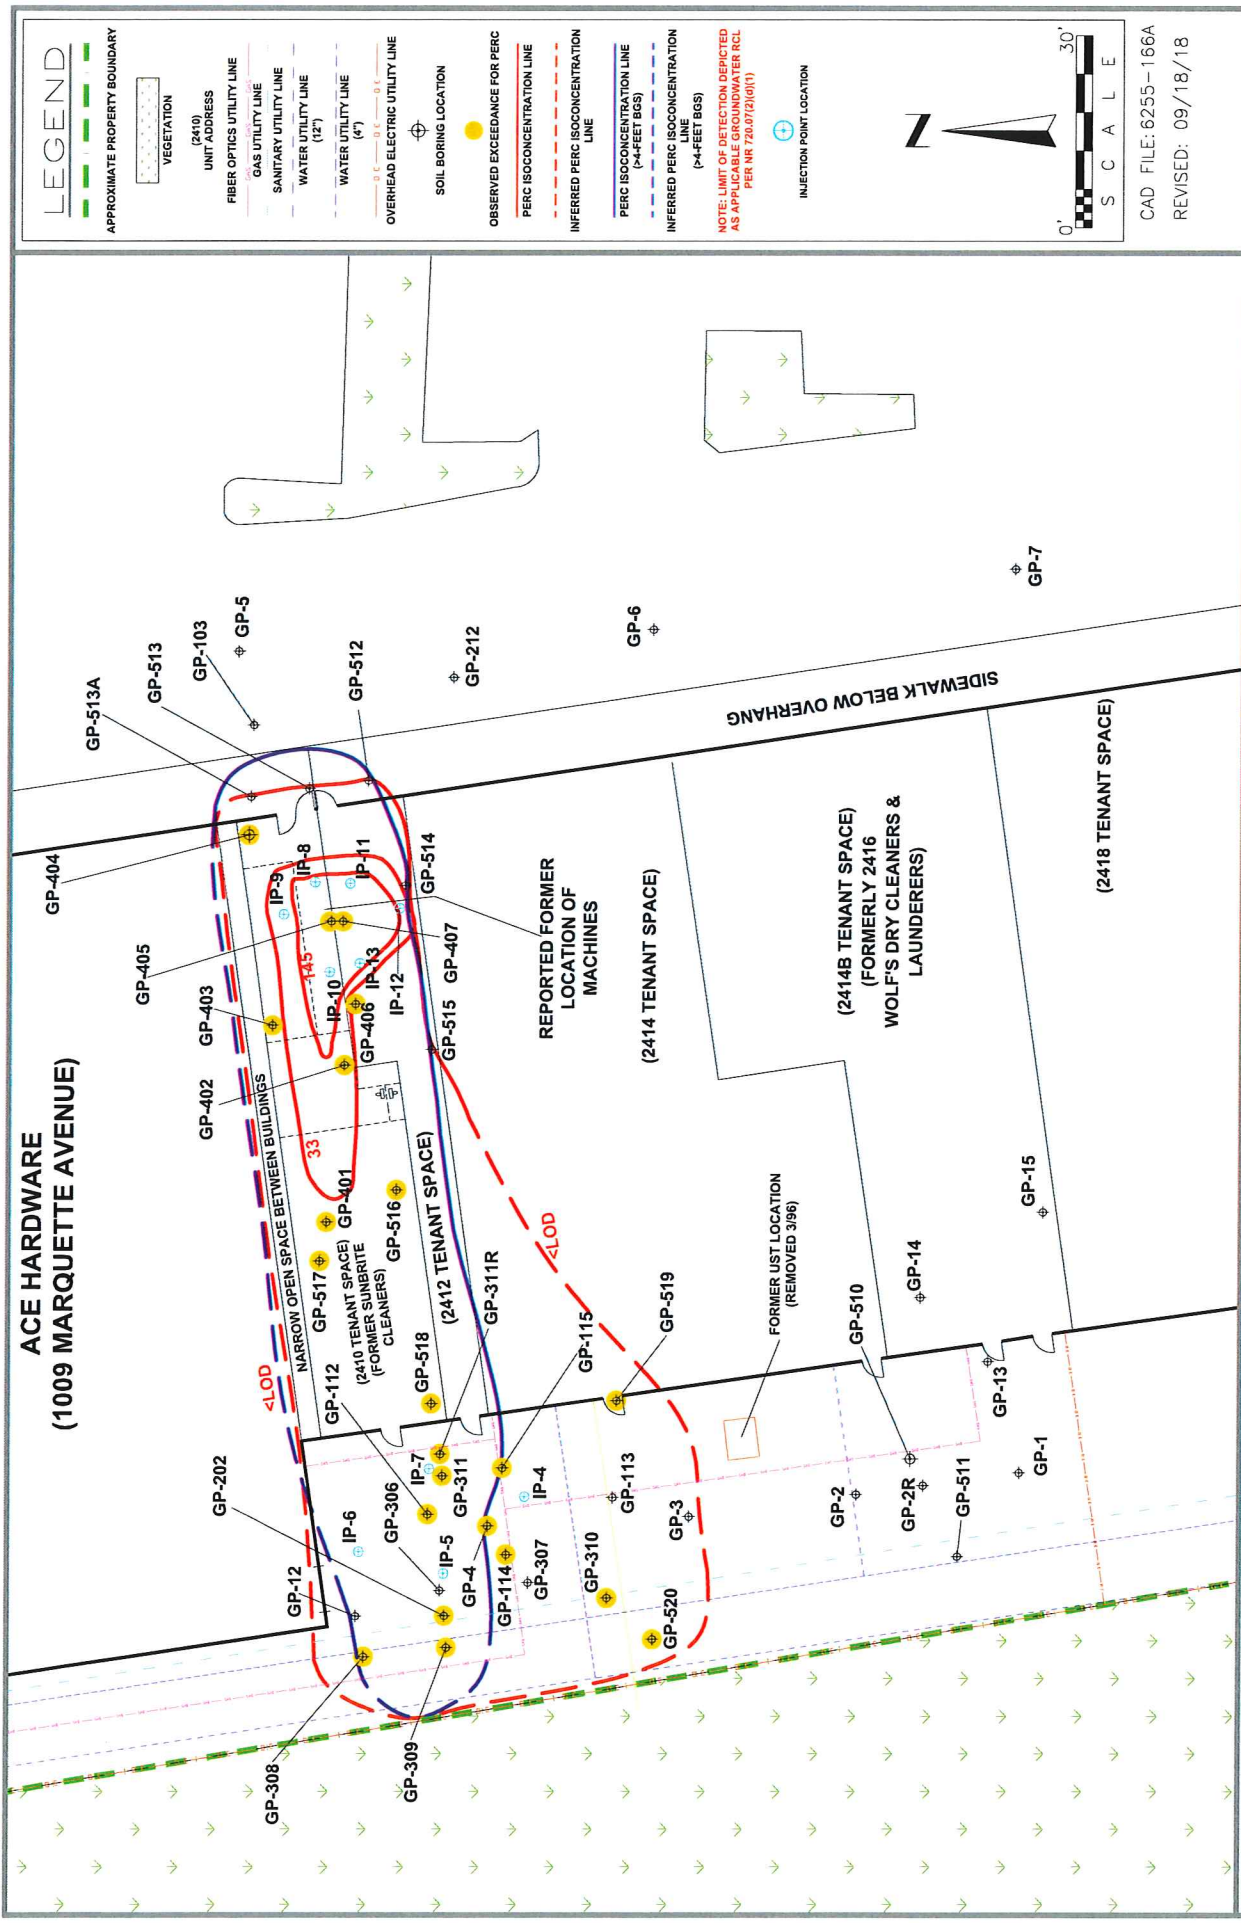 LEGEND
APPROXIMATE PROPERTY BOUNDARY
VEGETATION
(2410)
UNIT ADDRESS
FIBER OPTICS UTILITY LINE
GAS UTILITY LINE
SANITARY UTILITY LINE
WATER UTILITY LINE
(12")
WATER UTILITY LINE
(4")
OVERHEAD ELECTRIC UTILITY LINE
SOIL BORING LOCATION
OBSERVED EXCEEDANCE FOR PERC
PERC ISOCONCENTRATION LINE
INFERRED PERC ISOCONCENTRATION
LINE
PERC ISOCONCENTRATION LINE
(>4-FEET BGS)
INFERRED PERC ISOCONCENTRATION
LINE
(>4-FEET BGS)
NOTE: LIMIT OF DETECTION DEPICTED
AS APPLICABLE GROUNDWATER RCL
PER NR 720.07(2)(d)(1)
INJECTION POINT LOCATION
N
0'
30'
SCALE
CAD FILE: 6255-166A
REVISED: 09/18/18
ACE HARDWARE
(1009 MARQUETTE AVENUE)
GP-404
GP-513A
GP-513
GP-103
GP-5
GP-405
GP-403
GP-402
GP-512
GP-212
GP-6
GP-7
IP-9
IP-8
IP-11
145
IP-10
IP-13
IP-12
GP-406
GP-407
GP-514
GP-515
33
GP-401
GP-517
GP-516
NARROW OPEN SPACE BETWEEN BUILDINGS
<LOD
(2410 TENANT SPACE)
(FORMER SUNBRITE
CLEANERS)
(2412 TENANT SPACE)
REPORTED FORMER
LOCATION OF
MACHINES
(2414 TENANT SPACE)
SIDEWALK BELOW OVERHANG
(2414B TENANT SPACE)
(FORMERLY 2416
WOLF'S DRY CLEANERS &
LAUNDERERS)
(2418 TENANT SPACE)
<LOD
GP-112
GP-518
GP-311R
GP-115
GP-519
FORMER UST LOCATION
(REMOVED 3/96)
GP-510
GP-14
GP-15
GP-202
GP-306
IP-7
GP-311
IP-6
IP-5
IP-4
GP-12
GP-4
GP-114
GP-307
GP-113
GP-310
GP-3
GP-520
GP-2
GP-2R
GP-511
GP-13
GP-1
GP-308
GP-309